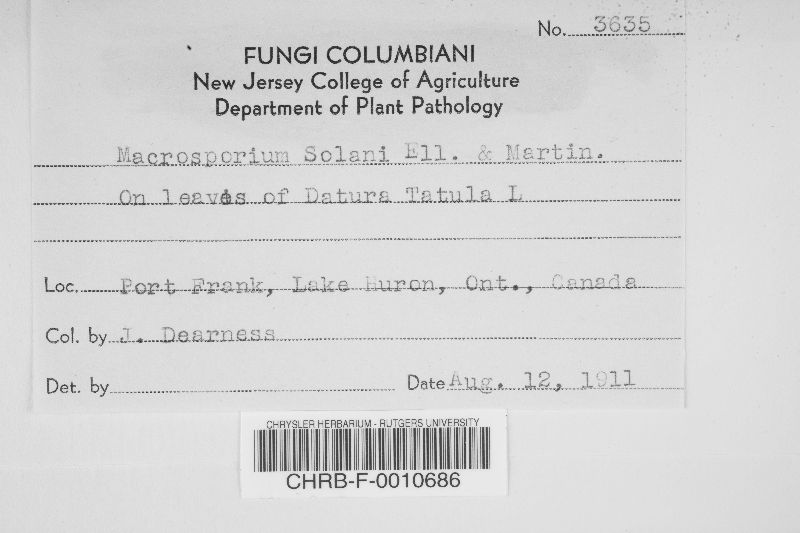 No. 3635
FUNGI COLUMBIANI
New Jersey College of Agriculture
Department of Plant Pathology
Macrosporium Solani Ell. & Martin.
On leaves of Datura Tatula L
Loc. Port Frank, Lake Huron, Ont., Canada
Col. by J. Dearness
Det. by
Date Aug. 12, 1911
CHRYSLER HERBARIUM - RUTGERS UNIVERSITY
CHRB-F-0010686